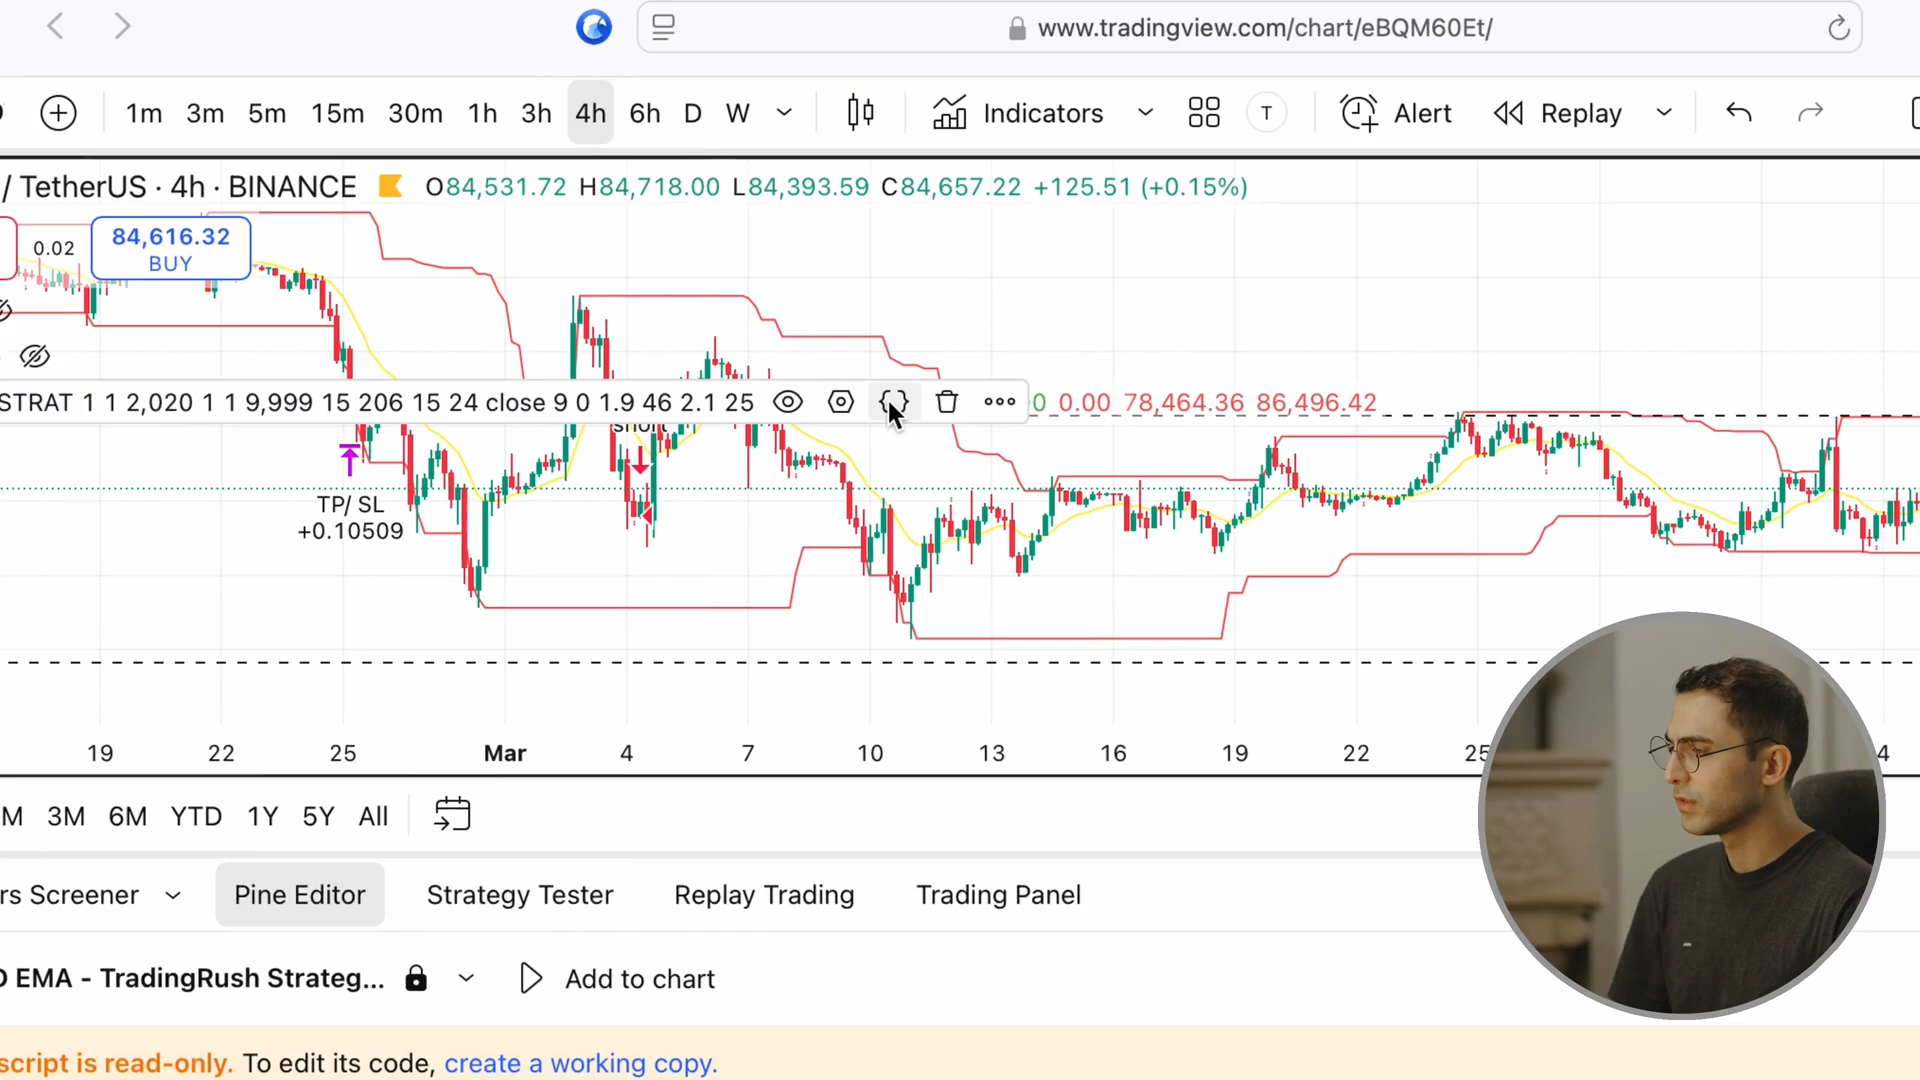 www.tradingview.com/chart/eBQM60Et/
1m 3m 5m 15m 30m 1h 3h 4h 6h D W Indicators T Alert Replay
/ TetherUS · 4h · BINANCE O84,531.72 H84,718.00 L84,393.59 C84,657.22 +125.51 (+0.15%)
0.02
84,616.32
BUY
STRAT 1 1 2,020 1 1 9,999 15 206 15 24 close 9 0 1.9 46 2.1 25 0 0.00 78,464.36 86,496.42
short
TP/ SL
+0.10509
19 22 25 Mar 4 7 10 13 16 19 22 25 4
M 3M 6M YTD 1Y 5Y All
rs Screener Pine Editor Strategy Tester Replay Trading Trading Panel
EMA - TradingRush Strateg... Add to chart
script is read-only. To edit its code, create a working copy.